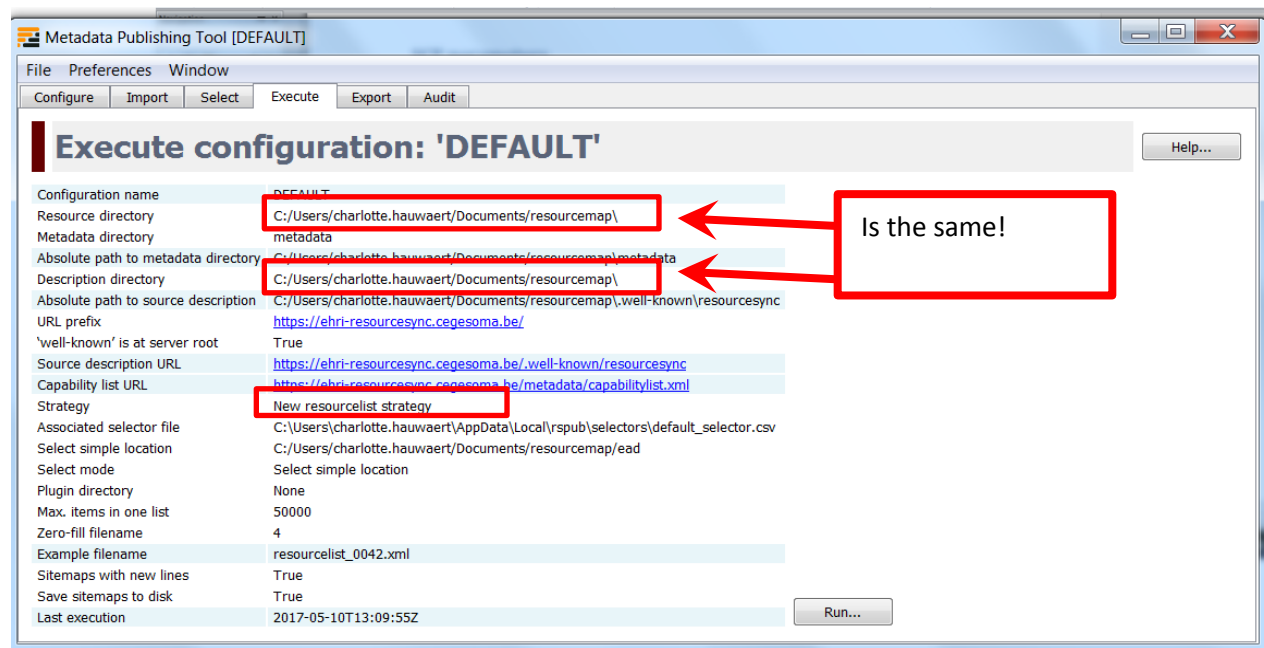 Metadata Publishing Tool [DEFAULT]
File Preferences Window
Configure Import Select Execute Export Audit
Execute configuration: 'DEFAULT'
Help...
Configuration name DEFAULT
Resource directory C:/Users/charlotte.hauwaert/Documents/resourcemap\
Is the same!
Metadata directory metadata
Absolute path to metadata directory C:/Users/charlotte.hauwaert/Documents/resourcemap\metadata
Description directory C:/Users/charlotte.hauwaert/Documents/resourcemap\
Absolute path to source description C:/Users/charlotte.hauwaert/Documents/resourcemap\.well-known\resourcesync
URL prefix https://ehri-resourcesync.cegesoma.be/
'well-known' is at server root True
Source description URL https://ehri-resourcesync.cegesoma.be/.well-known/resourcesync
Capability list URL https://ehri-resourcesync.cegesoma.be/metadata/capabilitylist.xml
Strategy New resourcelist strategy
Associated selector file C:\Users\charlotte.hauwaert\AppData\Local\rspub\selectors\default_selector.csv
Select simple location C:/Users/charlotte.hauwaert/Documents/resourcemap/ead
Select mode Select simple location
Plugin directory None
Max. items in one list 50000
Zero-fill filename 4
Example filename resourcelist_0042.xml
Sitemaps with new lines True
Save sitemaps to disk True
Last execution 2017-05-10T13:09:55Z
Run...